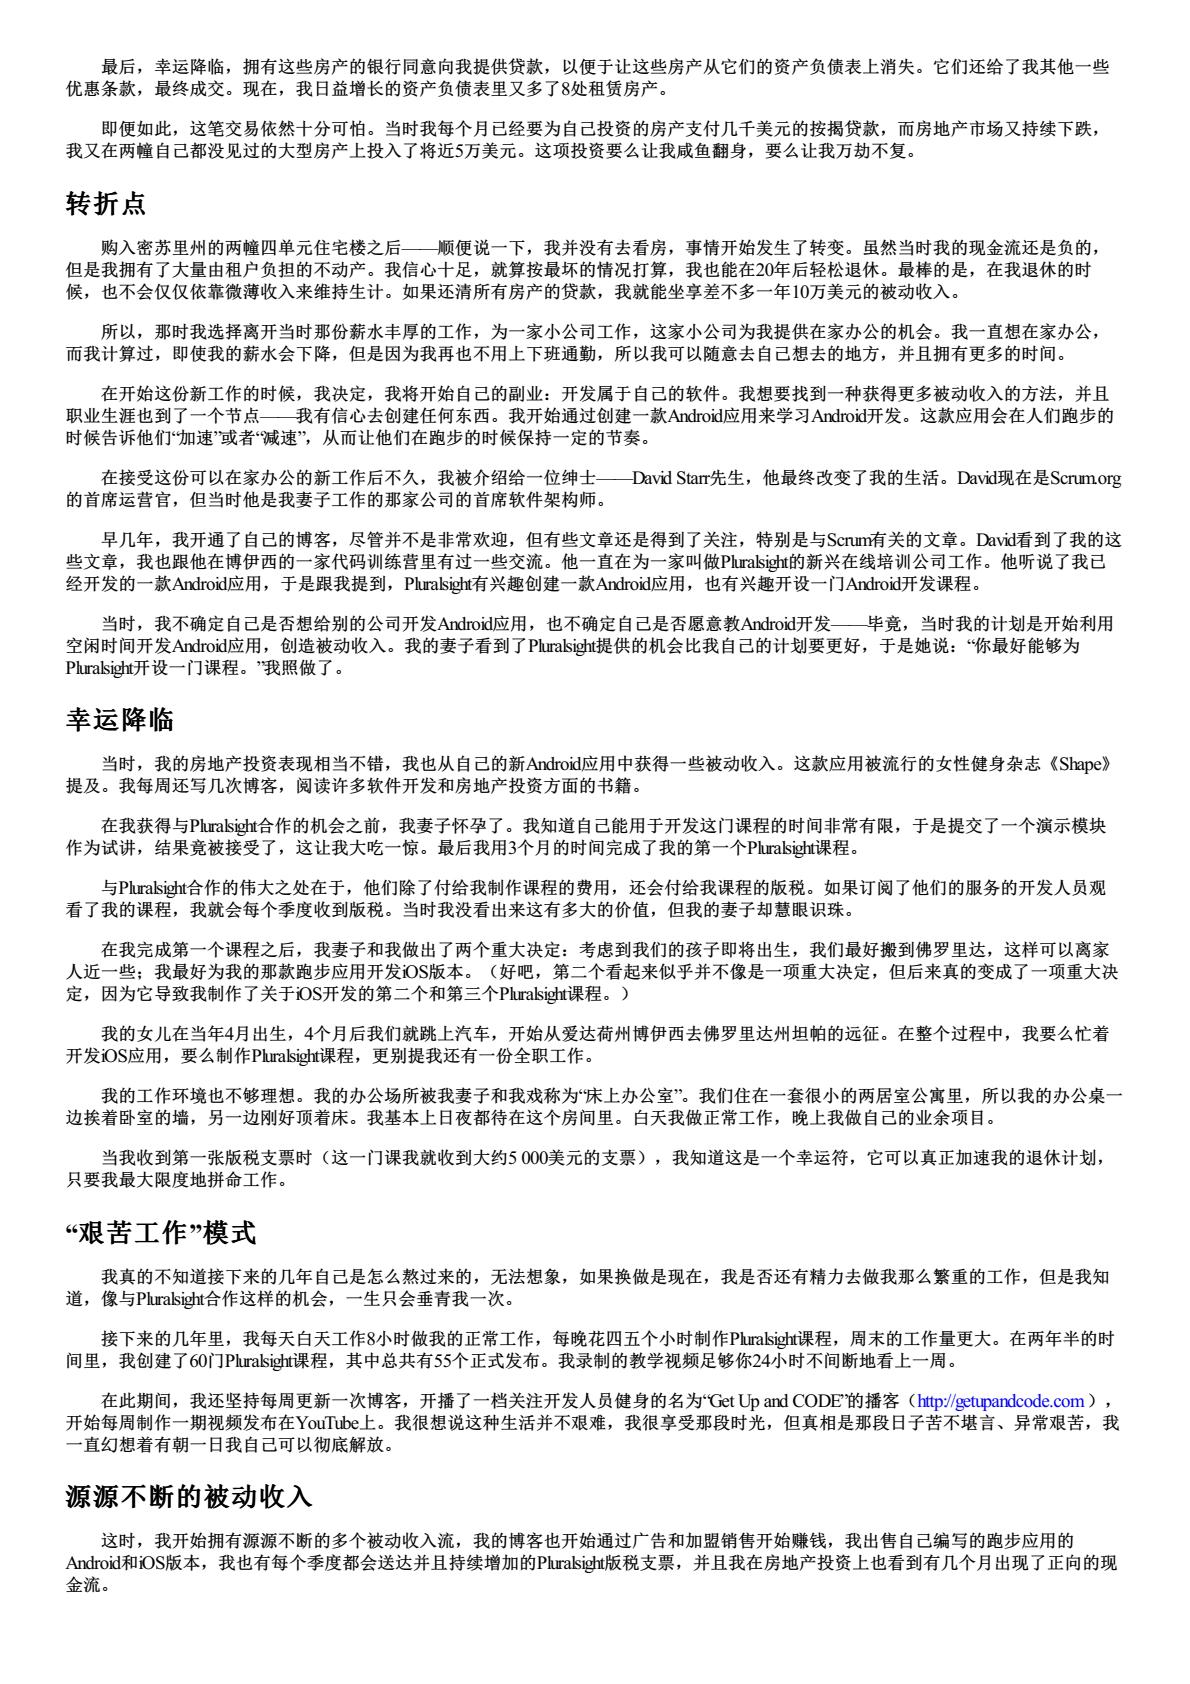 最后，幸运降临，拥有这些房产的银行同意向我提供贷款，以便于让这些房产从它们的资产负债表上消失。它们还给了我其他一些
优惠条款，最终成交。现在，我日益增长的资产负债表里又多了8处租赁房产。
即便如此，这笔交易依然十分可怕。当时我每个月已经要为自己投资的房产支付几千美元的按揭贷款，而房地产市场又持续下跌，
我又在两幢自己都没见过的大型房产上投入了将近5万美元。这项投资要么让我咸鱼翻身，要么让我万劫不复。
转折点
购入密苏里州的两幢四单元住宅楼之后——顺便说一下，我并没有去看房，事情开始发生了转变。虽然当时我的现金流还是负的，
但是我拥有了大量由租户负担的不动产。我信心十足，就算按最坏的情况打算，我也能在20年后轻松退休。最棒的是，在我退休的时
候，也不会仅仅依靠微薄收入来维持生计。如果还清所有房产的贷款，我就能坐享差不多一年10万美元的被动收入。
所以，那时我选择离开当时那份薪水丰厚的工作，为一家小公司工作，这家小公司为我提供在家办公的机会。我一直想在家办公，
而我计算过，即使我的薪水会下降，但是因为我再也不用上下班通勤，所以我可以随意去自己想去的地方，并且拥有更多的时间。
在开始这份新工作的时候，我决定，我将开始自己的副业：开发属于自己的软件。我想要找到一种获得更多被动收入的方法，并且
职业生涯也到了一个节点——我有信心去创建任何东西。我开始通过创建一款Android应用来学习Android开发。这款应用会在人们跑步的
时候告诉他们“加速”或者“减速”，从而让他们在跑步的时候保持一定的节奏。
在接受这份可以在家办公的新工作后不久，我被介绍给一位绅士——David Starr先生，他最终改变了我的生活。David现在是Scrum.org
的首席运营官，但当时他是我妻子工作的那家公司的首席软件架构师。
早几年，我开通了自己的博客，尽管并不是非常欢迎，但有些文章还是得到了关注，特别是与Scrum有关的文章。David看到了我的这
些文章，我也跟他在博伊西的一家代码训练营里有过一些交流。他一直在为一家叫做Pluralsight的新兴在线培训公司工作。他听说了我已
经开发的一款Android应用，于是跟我提到，Pluralsight有兴趣创建一款Android应用，也有兴趣开设一门Android开发课程。
当时，我不确定自己是否想给别的公司开发Android应用，也不确定自己是否愿意教Android开发——毕竟，当时我的计划是开始利用
空闲时间开发Android应用，创造被动收入。我的妻子看到了Pluralsight提供的机会比我自己的计划要更好，于是她说：“你最好能够为
Pluralsight开设一门课程。”我照做了。
幸运降临
当时，我的房地产投资表现相当不错，我也从自己的新Android应用中获得一些被动收入。这款应用被流行的女性健身杂志《Shape》
提及。我每周还写几次博客，阅读许多软件开发和房地产投资方面的书籍。
在我获得与Pluralsight合作的机会之前，我妻子怀孕了。我知道自己能用于开发这门课程的时间非常有限，于是提交了一个演示模块
作为试讲，结果竟被接受了，这让我大吃一惊。最后我用3个月的时间完成了我的第一个Pluralsight课程。
与Pluralsight合作的伟大之处在于，他们除了付给我制作课程的费用，还会付给我课程的版税。如果订阅了他们的服务的开发人员观
看了我的课程，我就会每个季度收到版税。当时我没看出来这有多大的价值，但我的妻子却慧眼识珠。
在我完成第一个课程之后，我妻子和我做出了两个重大决定：考虑到我们的孩子即将出生，我们最好搬到佛罗里达，这样可以离家
人近一些；我最好为我的那款跑步应用开发iOS版本。（好吧，第二个看起来似乎并不像是一项重大决定，但后来真的变成了一项重大决
定，因为它导致我制作了关于iOS开发的第二个和第三个Pluralsight课程。）
我的女儿在当年4月出生，4个月后我们就跳上汽车，开始从爱达荷州博伊西去佛罗里达州坦帕的远征。在整个过程中，我要么忙着
开发iOS应用，要么制作Pluralsight课程，更别提我还有一份全职工作。
我的工作环境也不够理想。我的办公场所被我妻子和我戏称为“床上办公室”。我们住在一套很小的两居室公寓里，所以我的办公桌一
边挨着卧室的墙，另一边刚好顶着床。我基本上日夜都待在这个房间里。白天我做正常工作，晚上我做自己的业余项目。
当我收到第一张版税支票时（这一门课我就收到大约5 000美元的支票），我知道这是一个幸运符，它可以真正加速我的退休计划，
只要我最大限度地拼命工作。
“艰苦工作”模式
我真的不知道接下来的几年自己是怎么熬过来的，无法想象，如果换做是现在，我是否还有精力去做我那么繁重的工作，但是我知
道，像与Pluralsight合作这样的机会，一生只会垂青我一次。
接下来的几年里，我每天白天工作8小时做我的正常工作，每晚花四五个小时制作Pluralsight课程，周末的工作量更大。在两年半的时
间里，我创建了60门Pluralsight课程，其中总共有55个正式发布。我录制的教学视频足够你24小时不间断地看上一周。
在此期间，我还坚持每周更新一次博客，开播了一档关注开发人员健身的名为“Get Up and CODE”的播客（http://getupandcode.com ），
开始每周制作一期视频发布在YouTube上。我很想说这种生活并不艰难，我很享受那段时光，但真相是那段日子苦不堪言、异常艰苦，我
一直幻想着有朝一日我自己可以彻底解放。
源源不断的被动收入
这时，我开始拥有源源不断的多个被动收入流，我的博客也开始通过广告和加盟销售开始赚钱，我出售自己编写的跑步应用的
Android和iOS版本，我也有每个季度都会送达并且持续增加的Pluralsight版税支票，并且我在房地产投资上也看到有几个月出现了正向的现
金流。